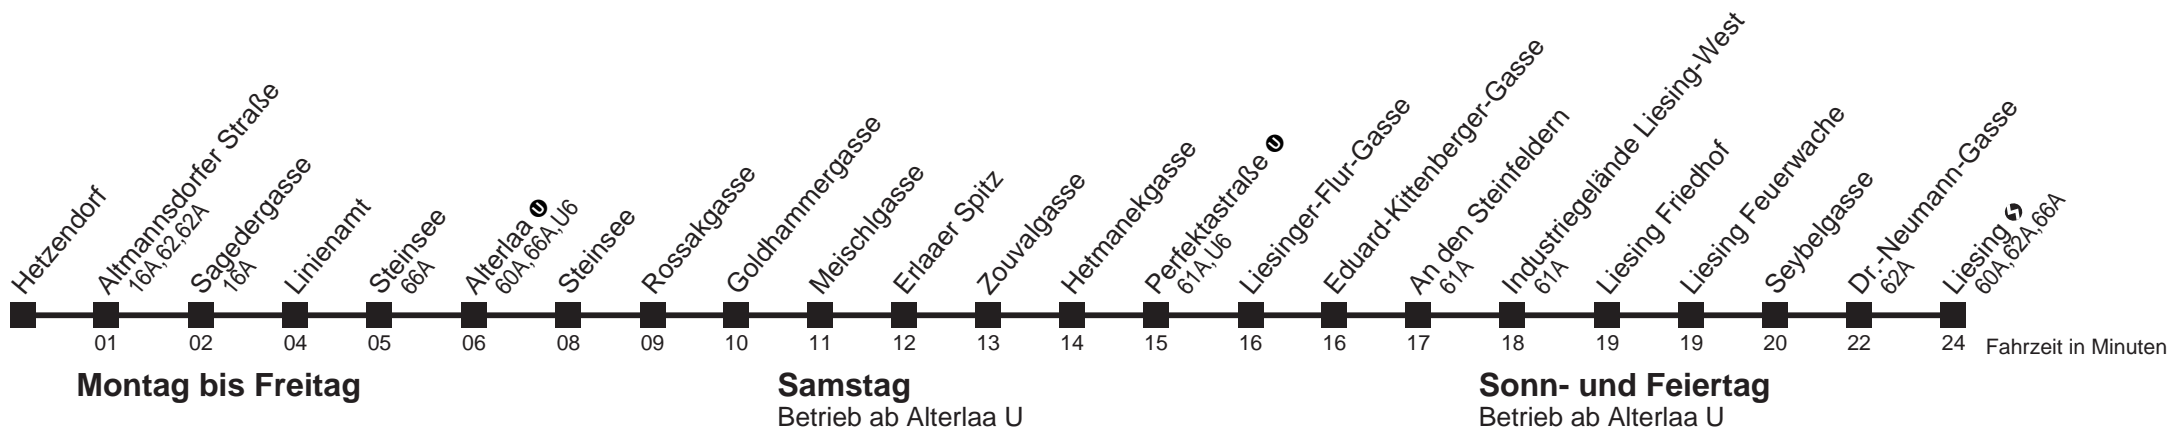 Hetzendorf
Altmannsdorfer Straße
16A,62,62A
Sagedergasse
16A
Linienamt
Steinsee
66A
Alterlaa U
60A,66A,U6
Steinsee
Rossakgasse
Goldhammergasse
Meischlgasse
Erlaaer Spitz
Zouvalgasse
Hetmanekgasse
Perfektastraße U
61A,U6
Liesinger-Flur-Gasse
Eduard-Kittenberger-Gasse
An den Steinfeldern
61A
Industriegelände Liesing-West
61A
Liesing Friedhof
Liesing Feuerwache
Seybelgasse
Dr.-Neumann-Gasse
62A
Liesing
60A,62A,66A
01 02 04 05 06 08 09 10 11 12 13 14 15 16 16 17 18 19 19 20 22 24 Fahrzeit in Minuten
Montag bis Freitag
Samstag
Betrieb ab Alterlaa U
Sonn- und Feiertag
Betrieb ab Alterlaa U